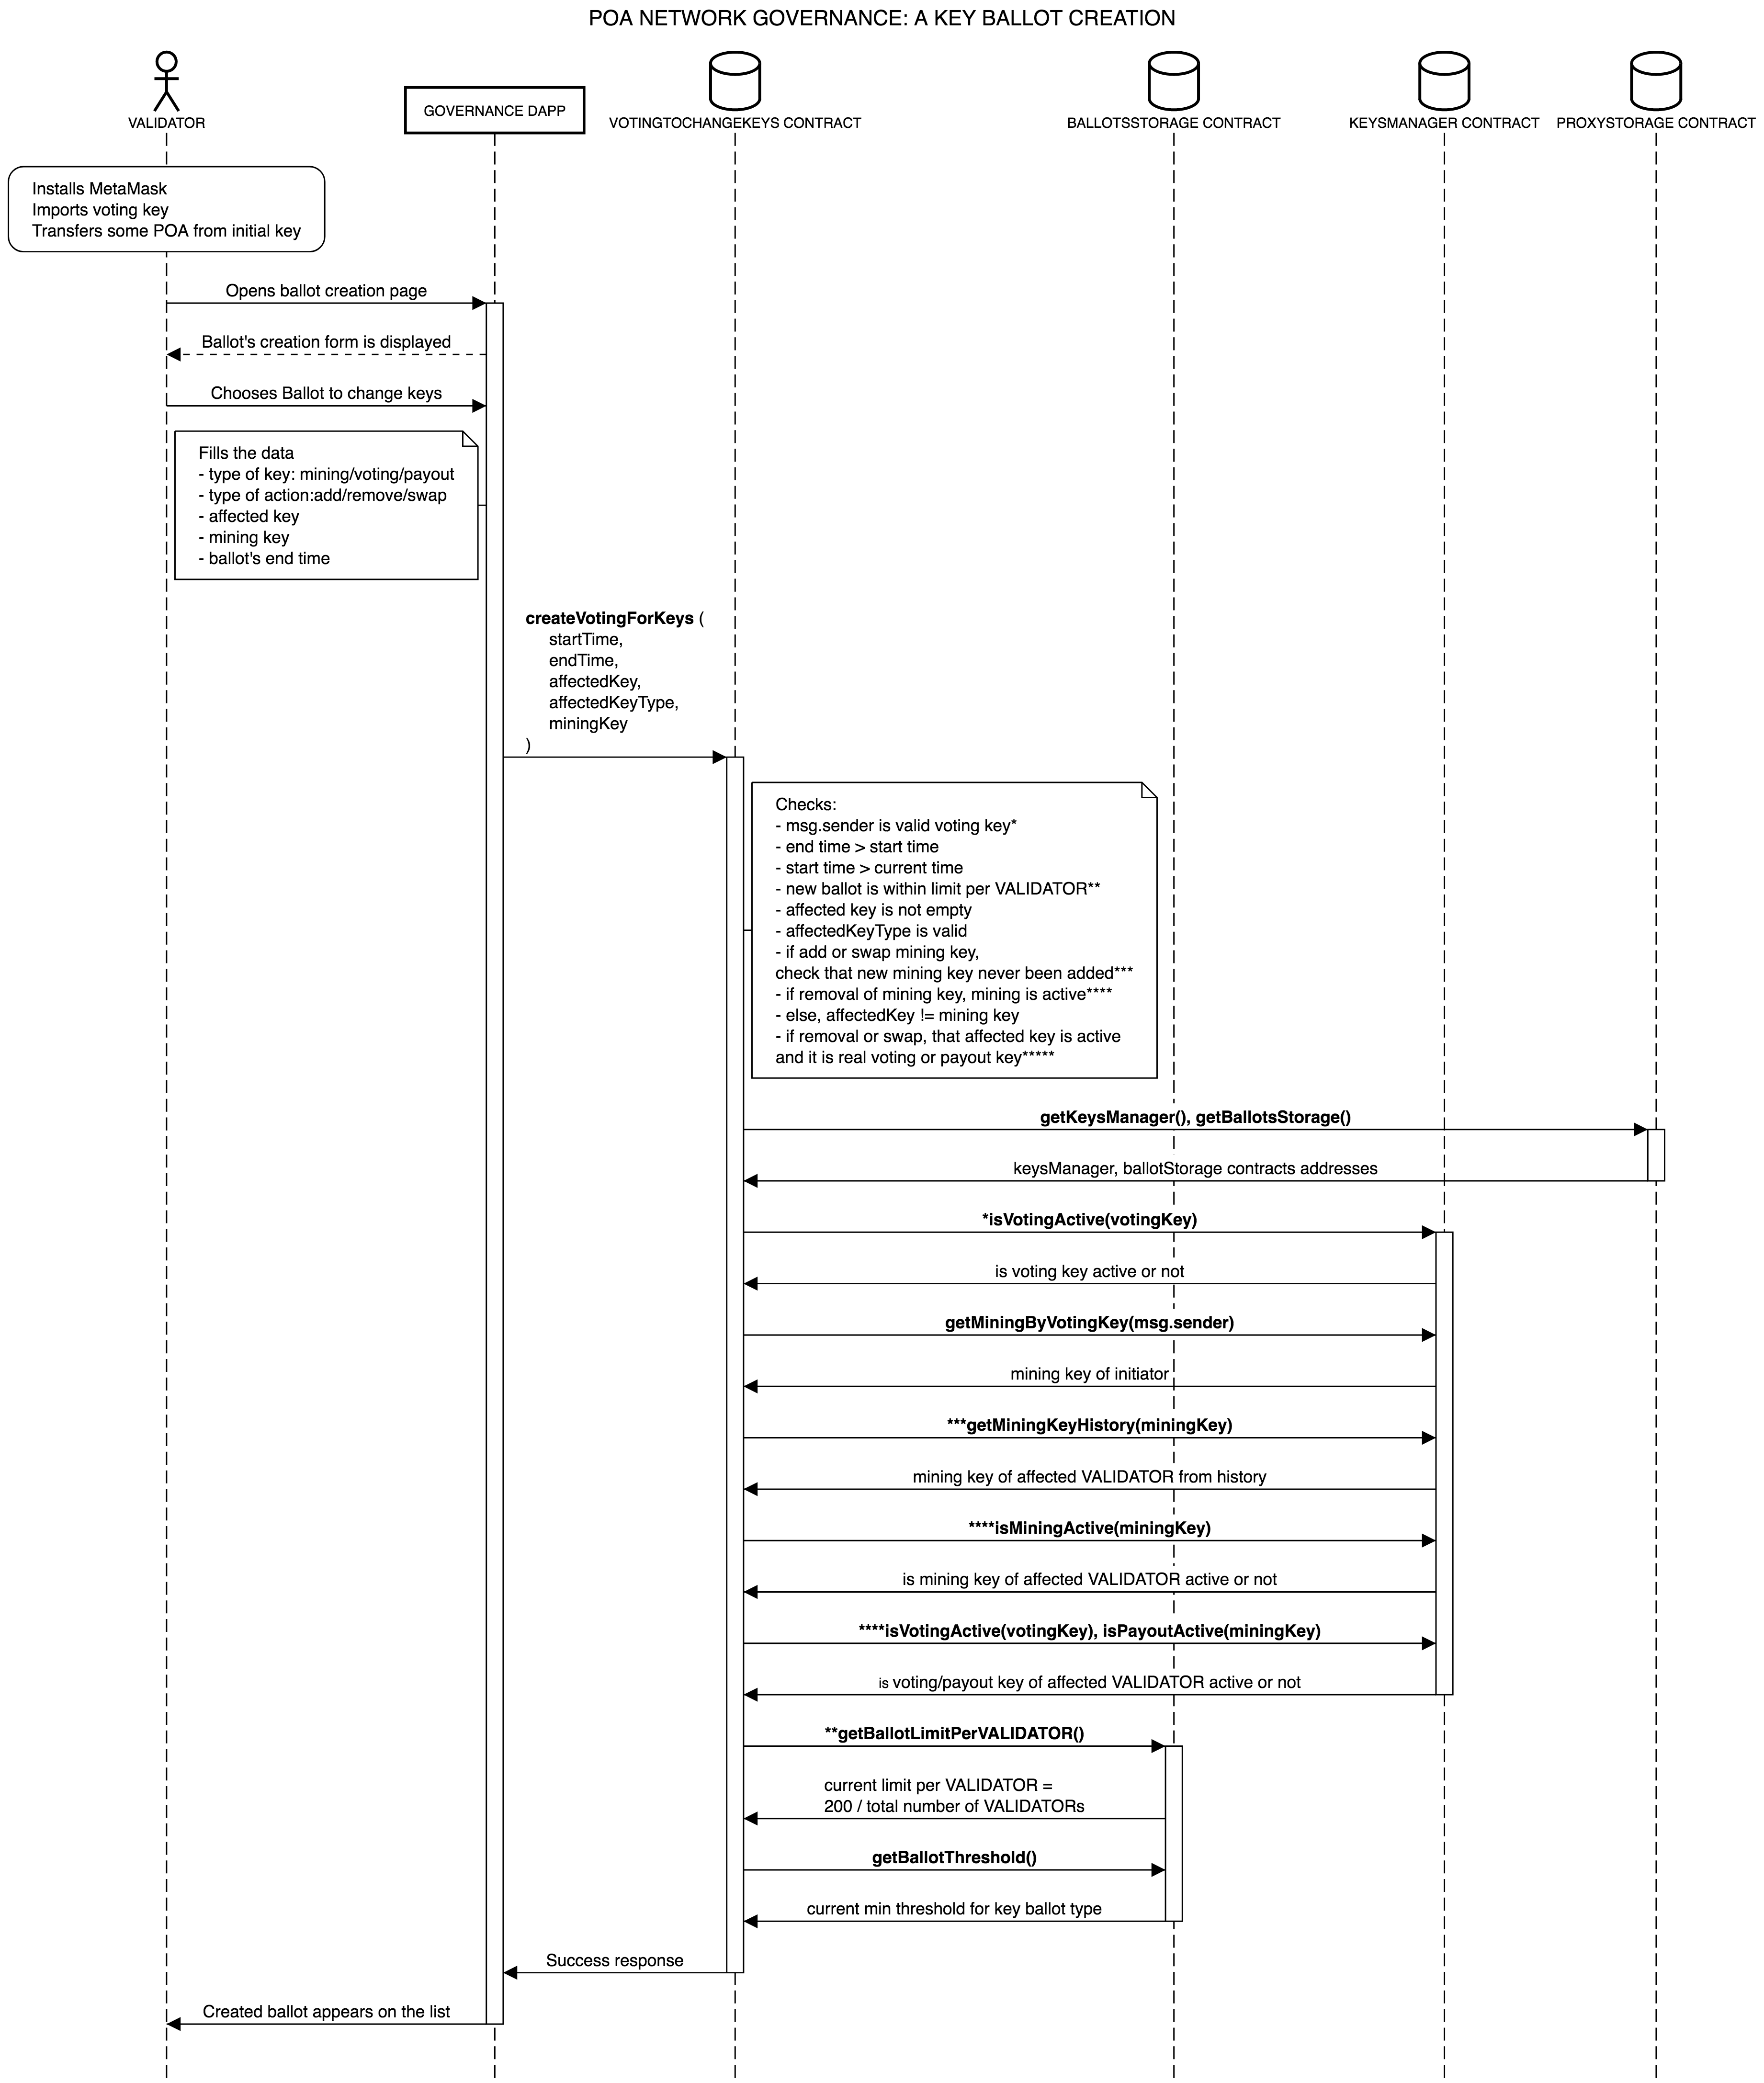 POA NETWORK GOVERNANCE: A KEY BALLOT CREATION
VALIDATOR
GOVERNANCE DAPP
VOTINGTOCHANGEKEYS CONTRACT
BALLOTSSTORAGE CONTRACT
KEYSMANAGER CONTRACT
PROXYSTORAGE CONTRACT
Installs MetaMask
Imports voting key
Transfers some POA from initial key
Opens ballot creation page
Ballot's creation form is displayed
Chooses Ballot to change keys
Fills the data
- type of key: mining/voting/payout
- type of action:add/remove/swap
- affected key
- mining key
- ballot's end time
createVotingForKeys (
startTime,
endTime,
affectedKey,
affectedKeyType,
miningKey
)
Checks:
- msg.sender is valid voting key*
- end time > start time
- start time > current time
- new ballot is within limit per VALIDATOR**
- affected key is not empty
- affectedKeyType is valid
- if add or swap mining key,
check that new mining key never been added***
- if removal of mining key, mining is active****
- else, affectedKey != mining key
- if removal or swap, that affected key is active
and it is real voting or payout key*****
getKeysManager(), getBallotsStorage()
keysManager, ballotStorage contracts addresses
*isVotingActive(votingKey)
is voting key active or not
getMiningByVotingKey(msg.sender)
mining key of initiator
***getMiningKeyHistory(miningKey)
mining key of affected VALIDATOR from history
****isMiningActive(miningKey)
is mining key of affected VALIDATOR active or not
****isVotingActive(votingKey), isPayoutActive(miningKey)
is voting/payout key of affected VALIDATOR active or not
**getBallotLimitPerVALIDATOR()
current limit per VALIDATOR =
200 / total number of VALIDATORs
getBallotThreshold()
current min threshold for key ballot type
Success response
Created ballot appears on the list